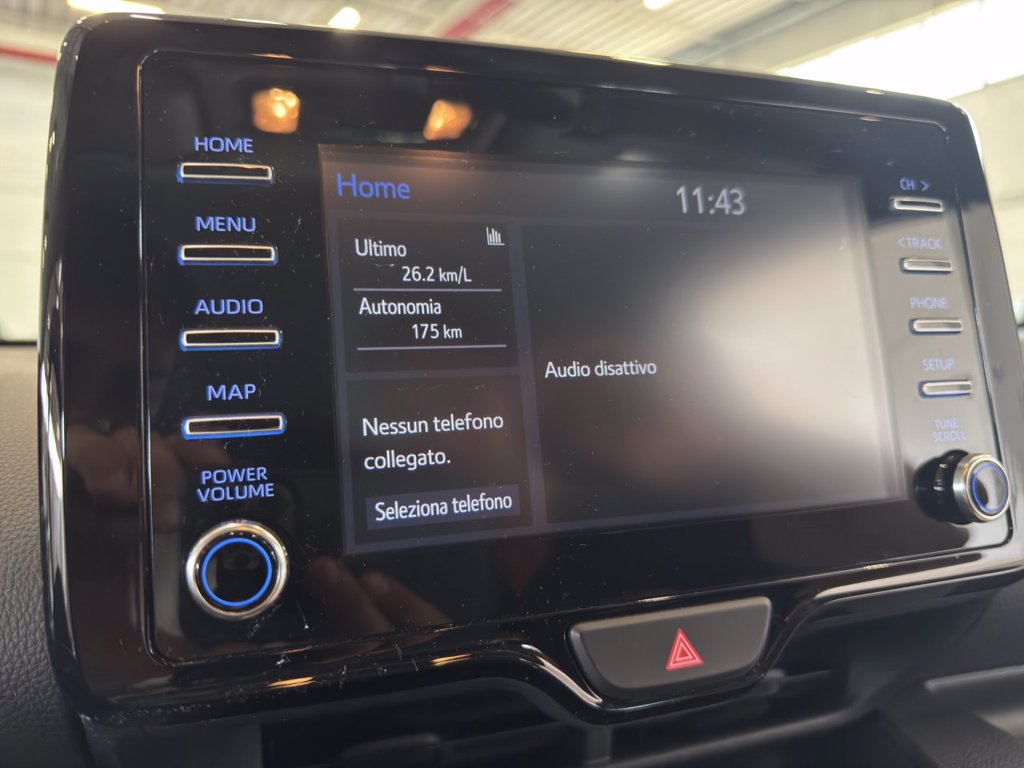 HOME
MENU
AUDIO
MAP
POWER
VOLUME
Home
11:43
Ultimo
26.2 km/L
Autonomia
175 km
Nessun telefono
collegato.
Seleziona telefono
Audio disattivo
CH >
< TRACK
PHONE
SETUP
TUNE
SCROLL